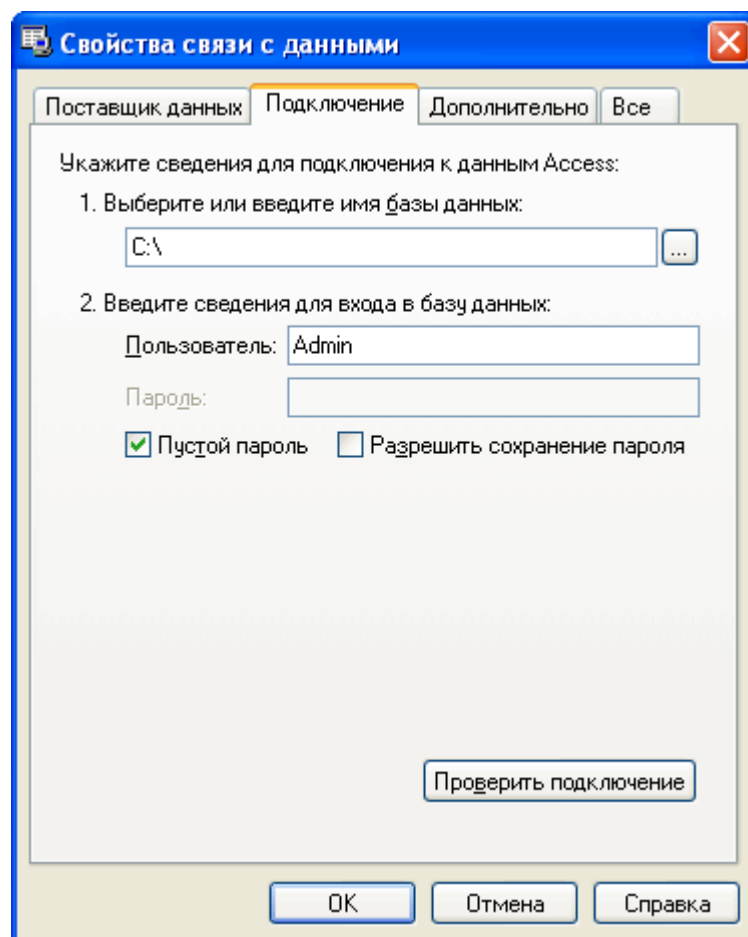 Свойства связи с данными
Поставщик данных Подключение Дополнительно Все
Укажите сведения для подключения к данным Access:
1. Выберите или введите имя базы данных:
C:\
...
2. Введите сведения для входа в базу данных:
Пользователь: Admin
Пароль:
Пустой пароль Разрешить сохранение пароля
Проверить подключение
OK Отмена Справка